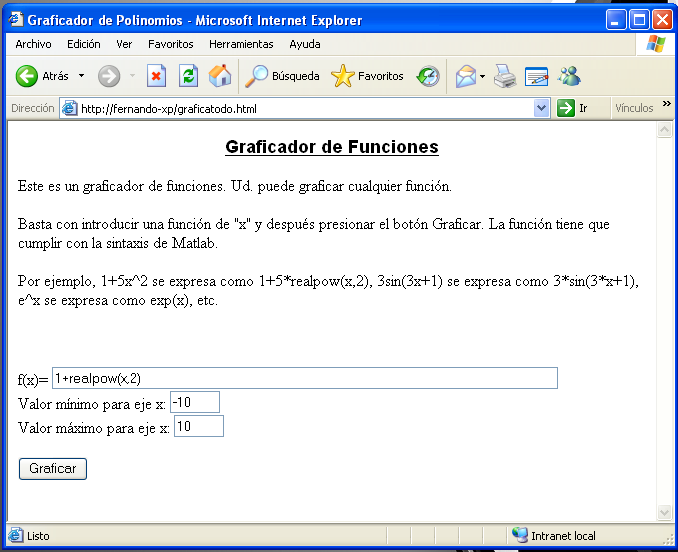 Graficador de Polinomios - Microsoft Internet Explorer
Archivo Edición Ver Favoritos Herramientas Ayuda
Atrás Búsqueda Favoritos
Dirección http://fernando-xp/graficatodo.html Ir Vínculos »
Graficador de Funciones
Este es un graficador de funciones. Ud. puede graficar cualquier función.
Basta con introducir una función de "x" y después presionar el botón Graficar. La función tiene que
cumplir con la sintaxis de Matlab.
Por ejemplo, 1+5x^2 se expresa como 1+5*realpow(x,2), 3sin(3x+1) se expresa como 3*sin(3*x+1),
e^x se expresa como exp(x), etc.
f(x)= 1+realpow(x,2)
Valor mínimo para eje x: -10
Valor máximo para eje x: 10
Graficar
Listo Intranet local